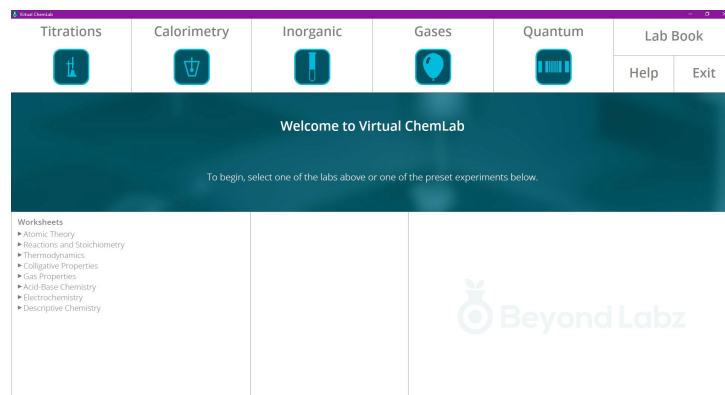 Virtual ChemLab
Titrations
Calorimetry
Inorganic
Gases
Quantum
Lab Book
Help
Exit
Welcome to Virtual ChemLab
To begin, select one of the labs above or one of the preset experiments below.
Worksheets
Atomic Theory
Reactions and Stoichiometry
Thermodynamics
Colligative Properties
Gas Properties
Acid-Base Chemistry
Electrochemistry
Descriptive Chemistry
Beyond Labz